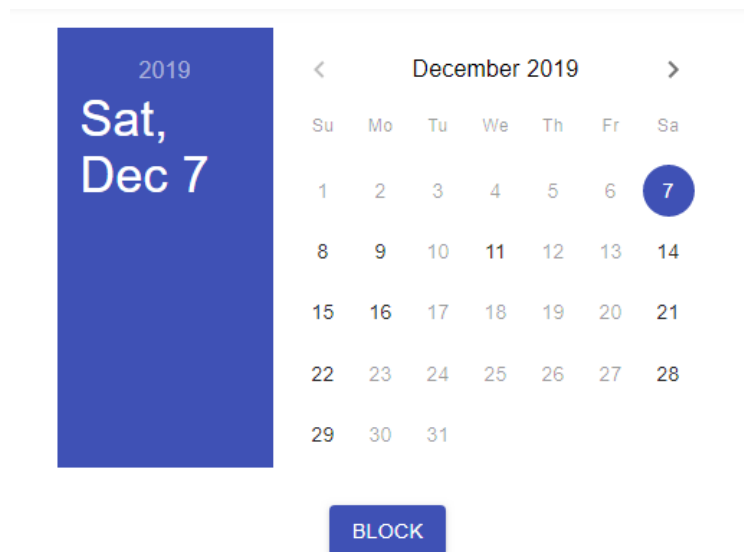 2019
Sat,
Dec 7
December 2019
Su Mo Tu We Th Fr Sa
1 2 3 4 5 6 7
8 9 10 11 12 13 14
15 16 17 18 19 20 21
22 23 24 25 26 27 28
29 30 31
BLOCK